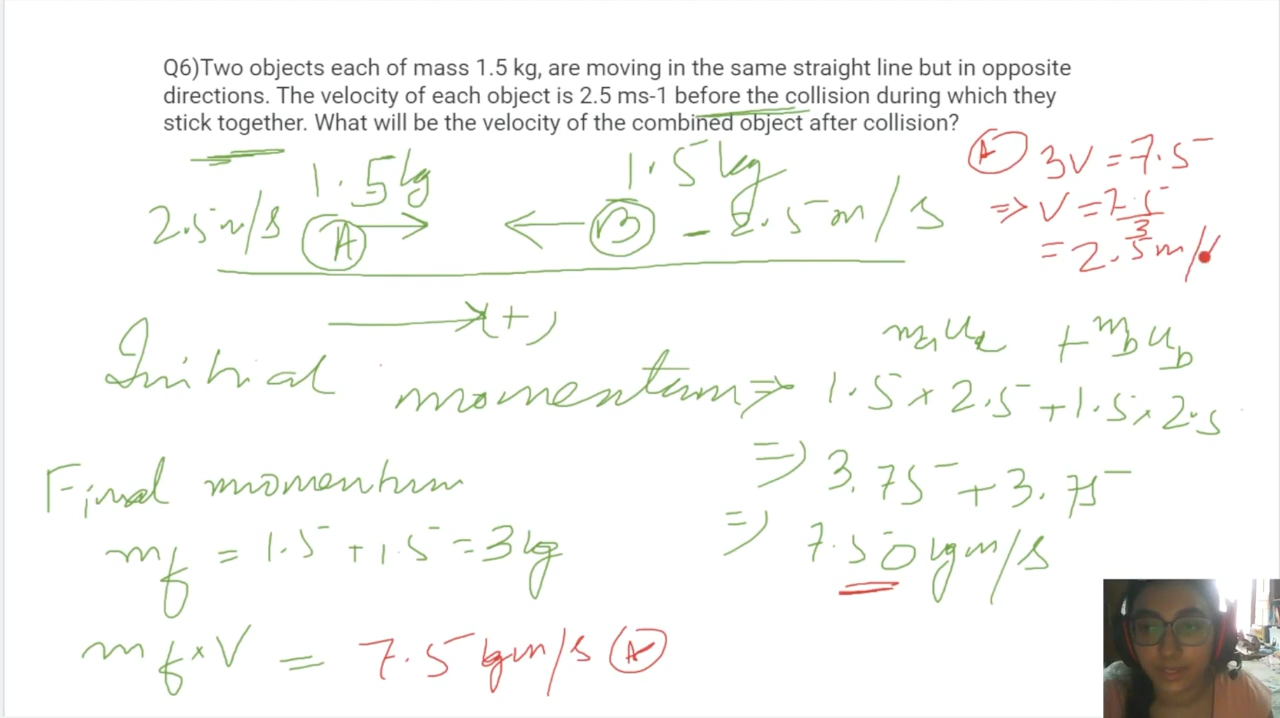 Q6)Two objects each of mass 1.5 kg, are moving in the same straight line but in opposite
directions. The velocity of each object is 2.5 ms-1 before the collision during which they
stick together. What will be the velocity of the combined object after collision?
A 3V = 7.5
1.5kg 1.5kg
⇒ V = 7.5/3
2.5m/s A → ← B - 2.5m/s
= 2.5m/
→ (+)
m_a u_a + m_b u_b
Initial momentum ⇒ 1.5 × 2.5 + 1.5 × 2.5
⇒ 3.75 + 3.75
Final momentum
⇒ 7.50 kgm/s
m_f = 1.5 + 1.5 = 3kg
m_f × V = 7.5 kgm/s A